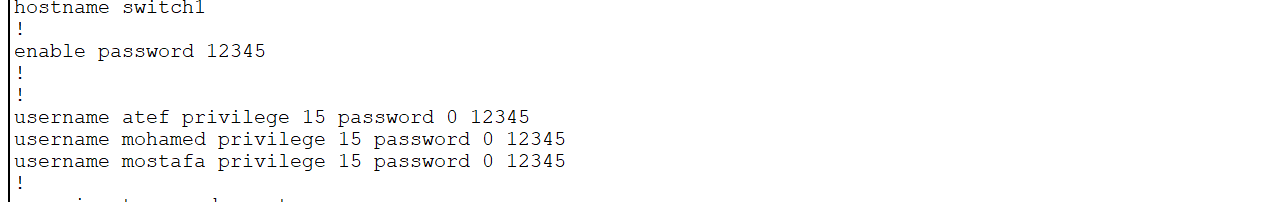 hostname switch1
!
enable password 12345
!
!
username atef privilege 15 password 0 12345
username mohamed privilege 15 password 0 12345
username mostafa privilege 15 password 0 12345
!